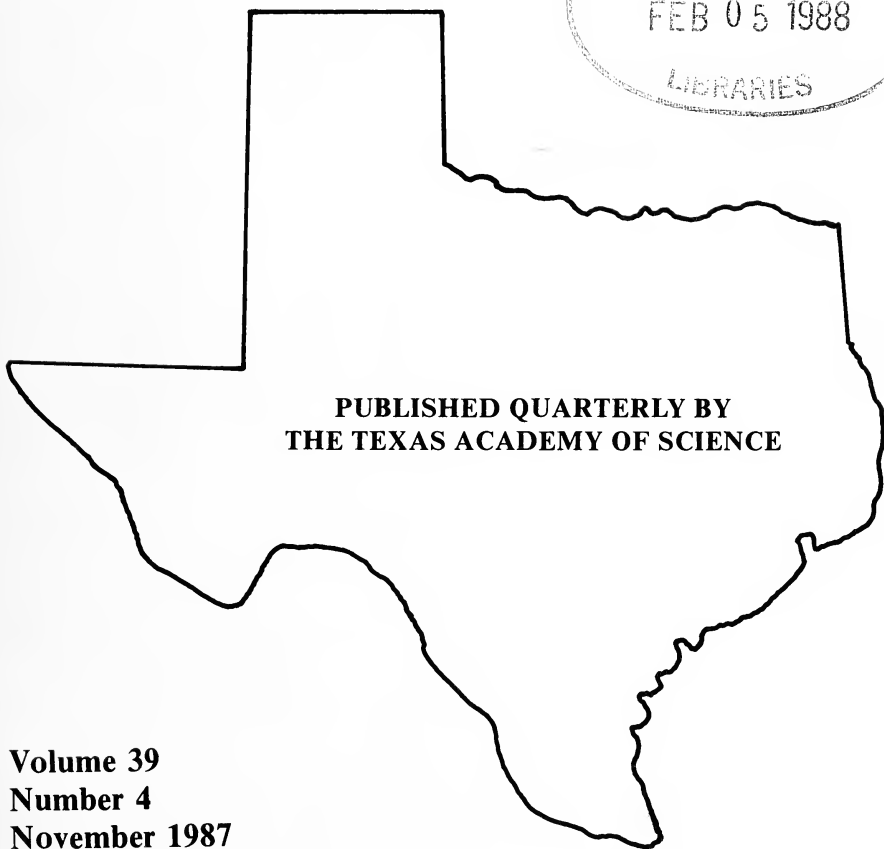 FEB 05 1988
LIBRARIES
PUBLISHED QUARTERLY BY
THE TEXAS ACADEMY OF SCIENCE
Volume 39
Number 4
November 1987